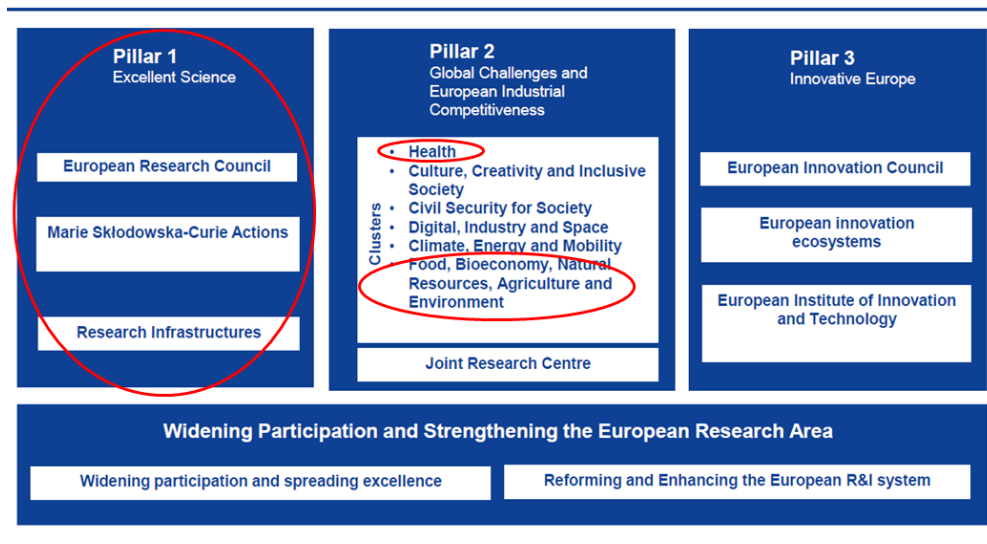 Pillar 1
Excellent Science
European Research Council
Marie Skłodowska-Curie Actions
Research Infrastructures
Pillar 2
Global Challenges and
European Industrial
Competitiveness
Clusters
• Health
• Culture, Creativity and Inclusive
Society
• Civil Security for Society
• Digital, Industry and Space
• Climate, Energy and Mobility
• Food, Bioeconomy, Natural
Resources, Agriculture and
Environment
Joint Research Centre
Pillar 3
Innovative Europe
European Innovation Council
European innovation
ecosystems
European Institute of Innovation
and Technology
Widening Participation and Strengthening the European Research Area
Widening participation and spreading excellence
Reforming and Enhancing the European R&I system